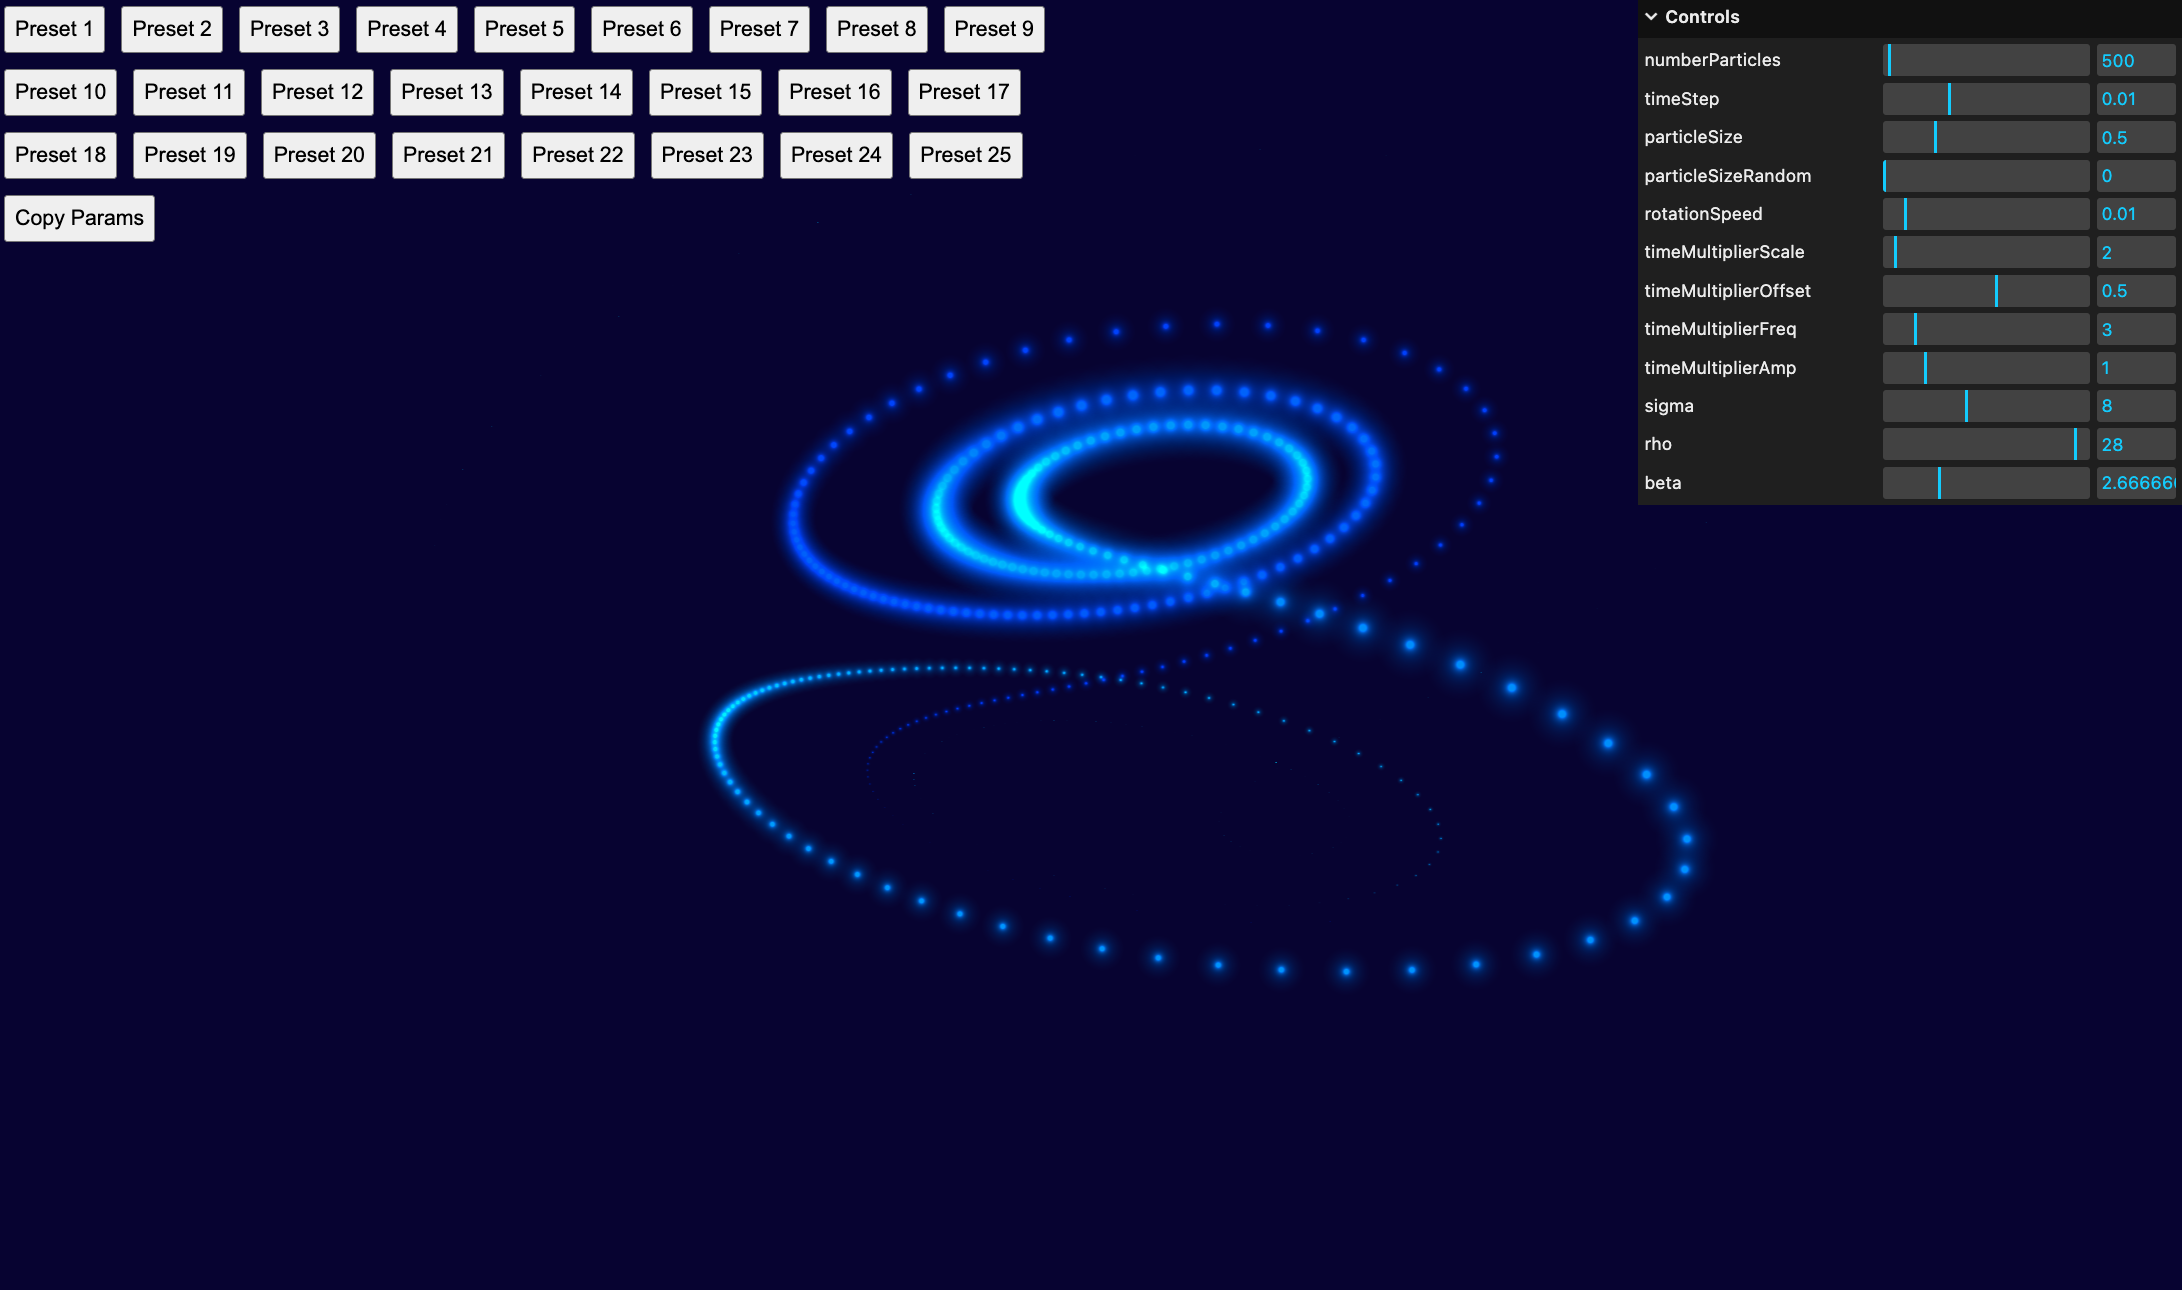 Preset 1 Preset 2 Preset 3 Preset 4 Preset 5 Preset 6 Preset 7 Preset 8 Preset 9
Preset 10 Preset 11 Preset 12 Preset 13 Preset 14 Preset 15 Preset 16 Preset 17
Preset 18 Preset 19 Preset 20 Preset 21 Preset 22 Preset 23 Preset 24 Preset 25
Copy Params
Controls
numberParticles 500
timeStep 0.01
particleSize 0.5
particleSizeRandom 0
rotationSpeed 0.01
timeMultiplierScale 2
timeMultiplierOffset 0.5
timeMultiplierFreq 3
timeMultiplierAmp 1
sigma 8
rho 28
beta 2.66666